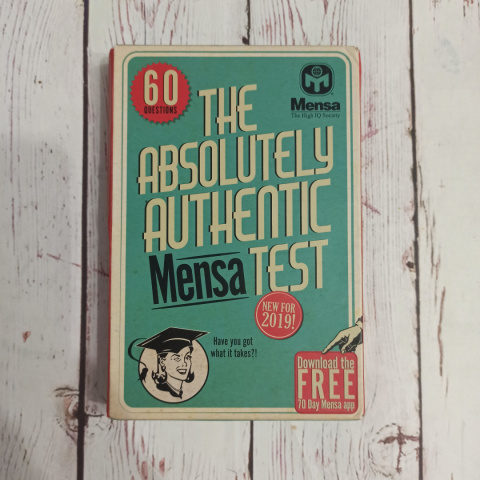 60
QUESTIONS
Mensa
The High IQ Society
THE
ABSOLUTELY
AUTHENTIC
Mensa TEST
NEW FOR
2019!
Have you got
what it takes?!
Download the
FREE
70 Day Mensa app